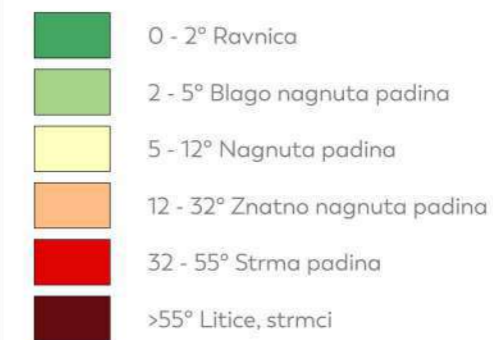 0 - 2° Ravnica
2 - 5° Blago nagnuta padina
5 - 12° Nagnuta padina
12 - 32° Znatno nagnuta padina
32 - 55° Strma padina
>55° Litice, strmci